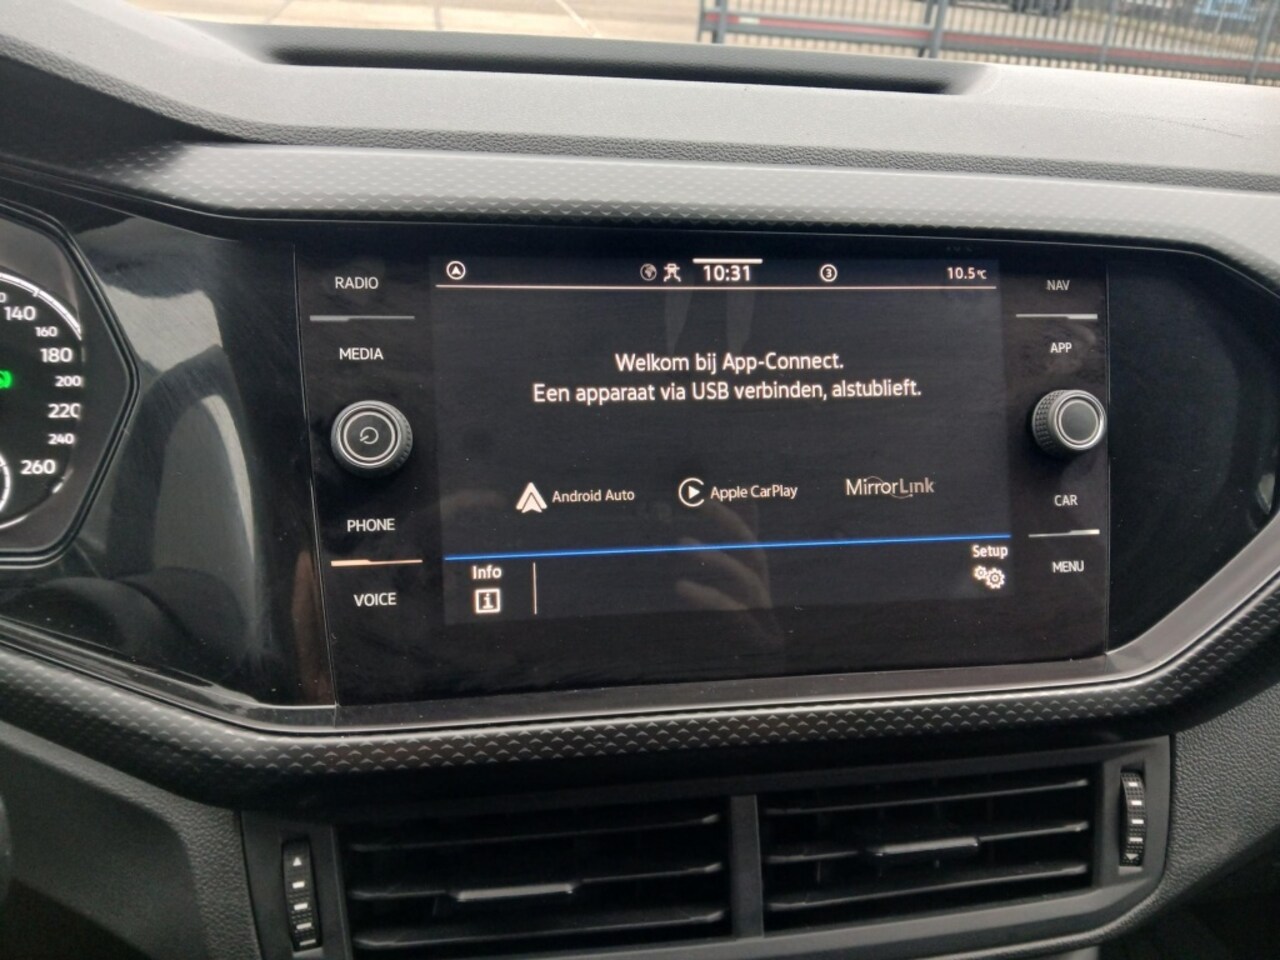 140
160
180
200
220
240
260
RADIO
MEDIA
PHONE
VOICE
10:31
3
10.5°C
Welkom bij App-Connect.
Een apparaat via USB verbinden, alstublieft.
Android Auto
Apple CarPlay
MirrorLink
Info
Setup
NAV
APP
CAR
MENU